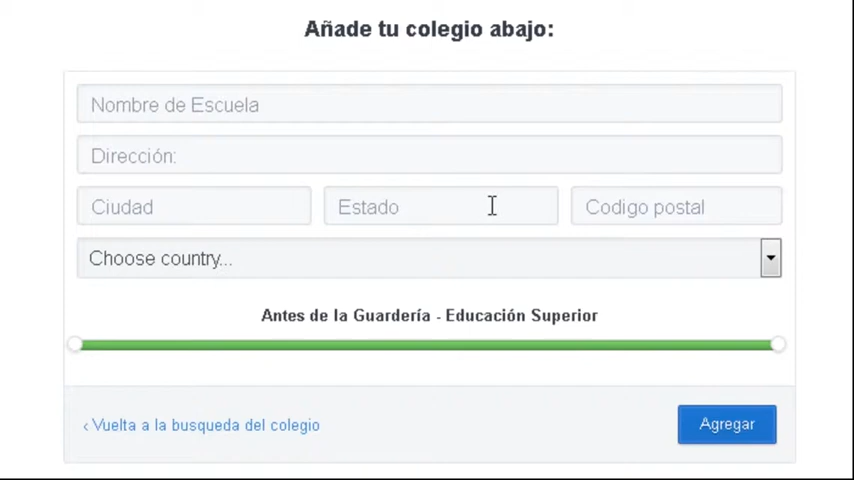 Añade tu colegio abajo:
Nombre de Escuela
Dirección:
Ciudad Estado Codigo postal
Choose country...
Antes de la Guardería - Educación Superior
‹ Vuelta a la busqueda del colegio Agregar